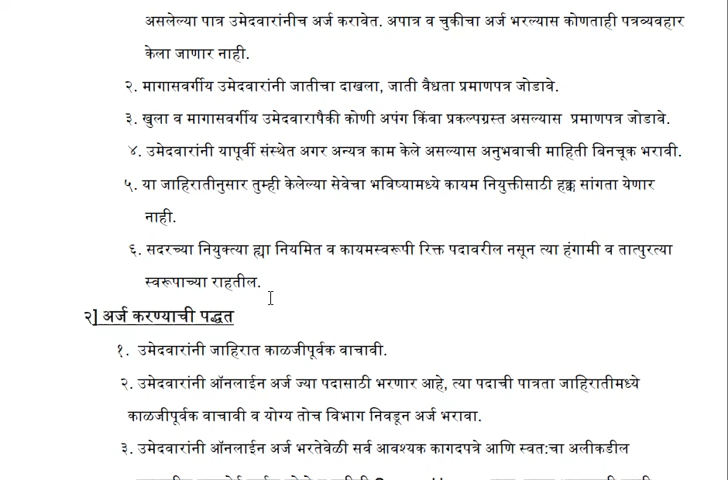 असलेल्या पात्र उमेदवारांनीच अर्ज करावेत. अपात्र व चुकीचा अर्ज भरल्यास कोणताही पत्रव्यवहार
केला जाणार नाही.
२. मागासवर्गीय उमेदवारांनी जातीचा दाखला, जाती वैधता प्रमाणपत्र जोडावे.
३. खुला व मागासवर्गीय उमेदवारापैकी कोणी अपंग किंवा प्रकल्पग्रस्त असल्यास प्रमाणपत्र जोडावे.
४. उमेदवारांनी यापूर्वी संस्थेत अगर अन्यत्र काम केले असल्यास अनुभवाची माहिती बिनचूक भरावी.
५. या जाहिरातीनुसार तुम्ही केलेल्या सेवेचा भविष्यामध्ये कायम नियुक्तीसाठी हक्क सांगता येणार
नाही.
६. सदरच्या नियुक्त्या ह्या नियमित व कायमस्वरूपी रिक्त पदावरील नसून त्या हंगामी व तात्पुरत्या
स्वरूपाच्या राहतील.
२] अर्ज करण्याची पद्धत
१. उमेदवारांनी जाहिरात काळजीपूर्वक वाचावी.
२. उमेदवारांनी ऑनलाईन अर्ज ज्या पदासाठी भरणार आहे, त्या पदाची पात्रता जाहिरातीमध्ये
काळजीपूर्वक वाचावी व योग्य तोच विभाग निवडून अर्ज भरावा.
३. उमेदवारांनी ऑनलाईन अर्ज भरतेवेळी सर्व आवश्यक कागदपत्रे आणि स्वत:चा अलीकडील